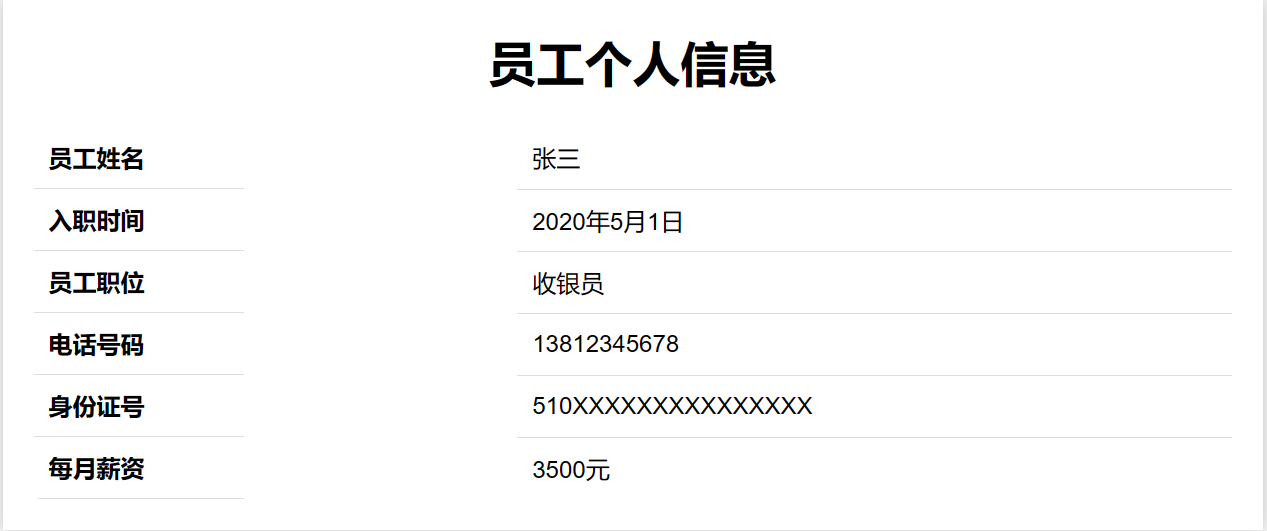 员工个人信息
员工姓名 张三
入职时间 2020年5月1日
员工职位 收银员
电话号码 13812345678
身份证号 510XXXXXXXXXXXXXXX
每月薪资 3500元